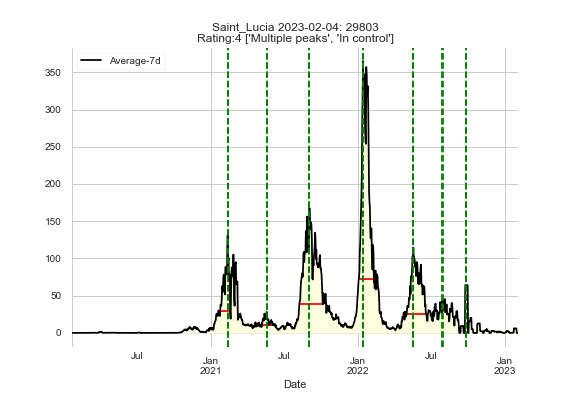 Saint_Lucia 2023-02-04: 29803
Rating:4 ['Multiple peaks', 'In control']
Average-7d
350
300
250
200
150
100
50
0
Jul
Jan
2021
Jul
Jan
2022
Jul
Jan
2023
Date